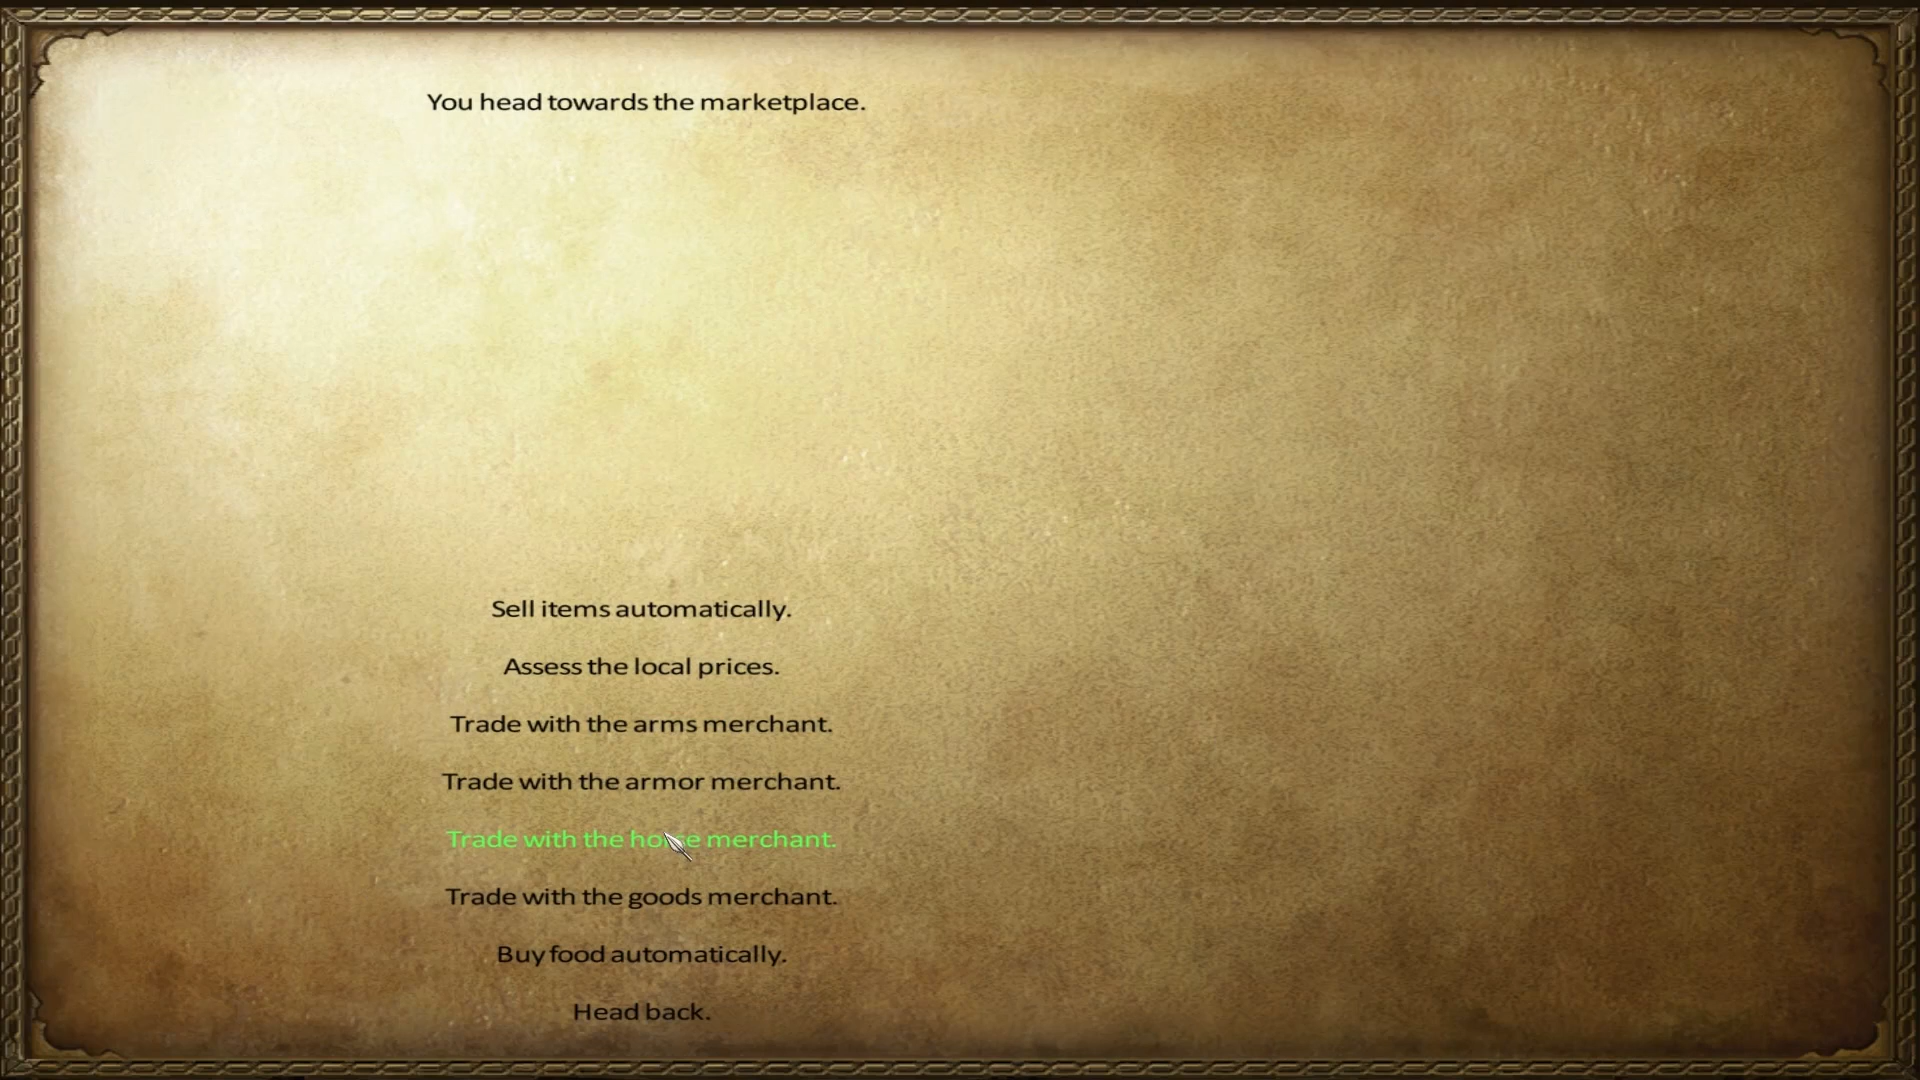 You head towards the marketplace.
Sell items automatically.
Assess the local prices.
Trade with the arms merchant.
Trade with the armor merchant.
Trade with the horse merchant.
Trade with the goods merchant.
Buy food automatically.
Head back.